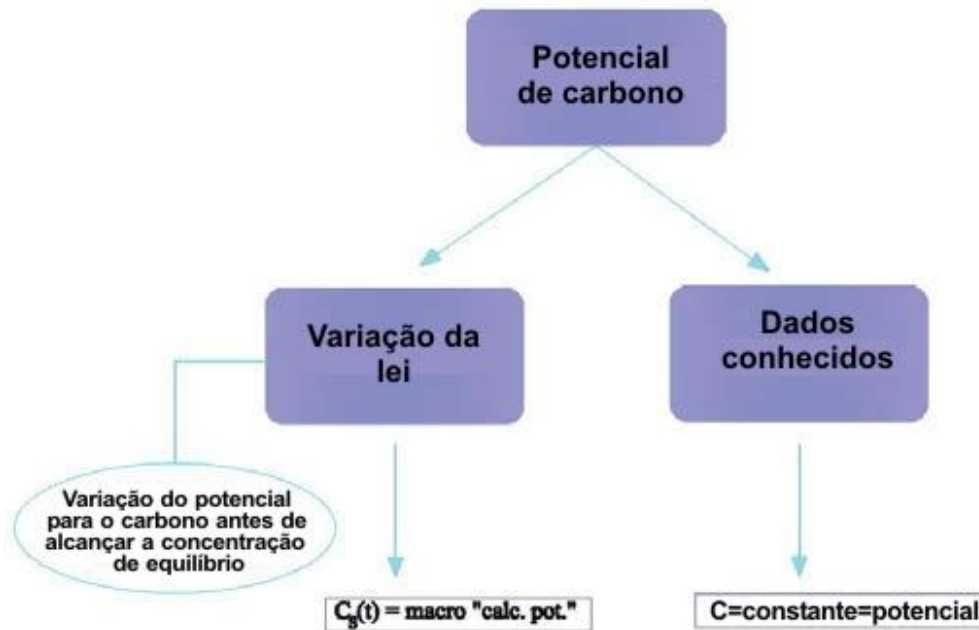 Potencial
de carbono
Variação da
lei
Dados
conhecidos
Variação do potencial
para o carbono antes de
alcançar a concentração
de equilíbrio
Cs(t) = macro "calc. pot."
C=constante=potencial